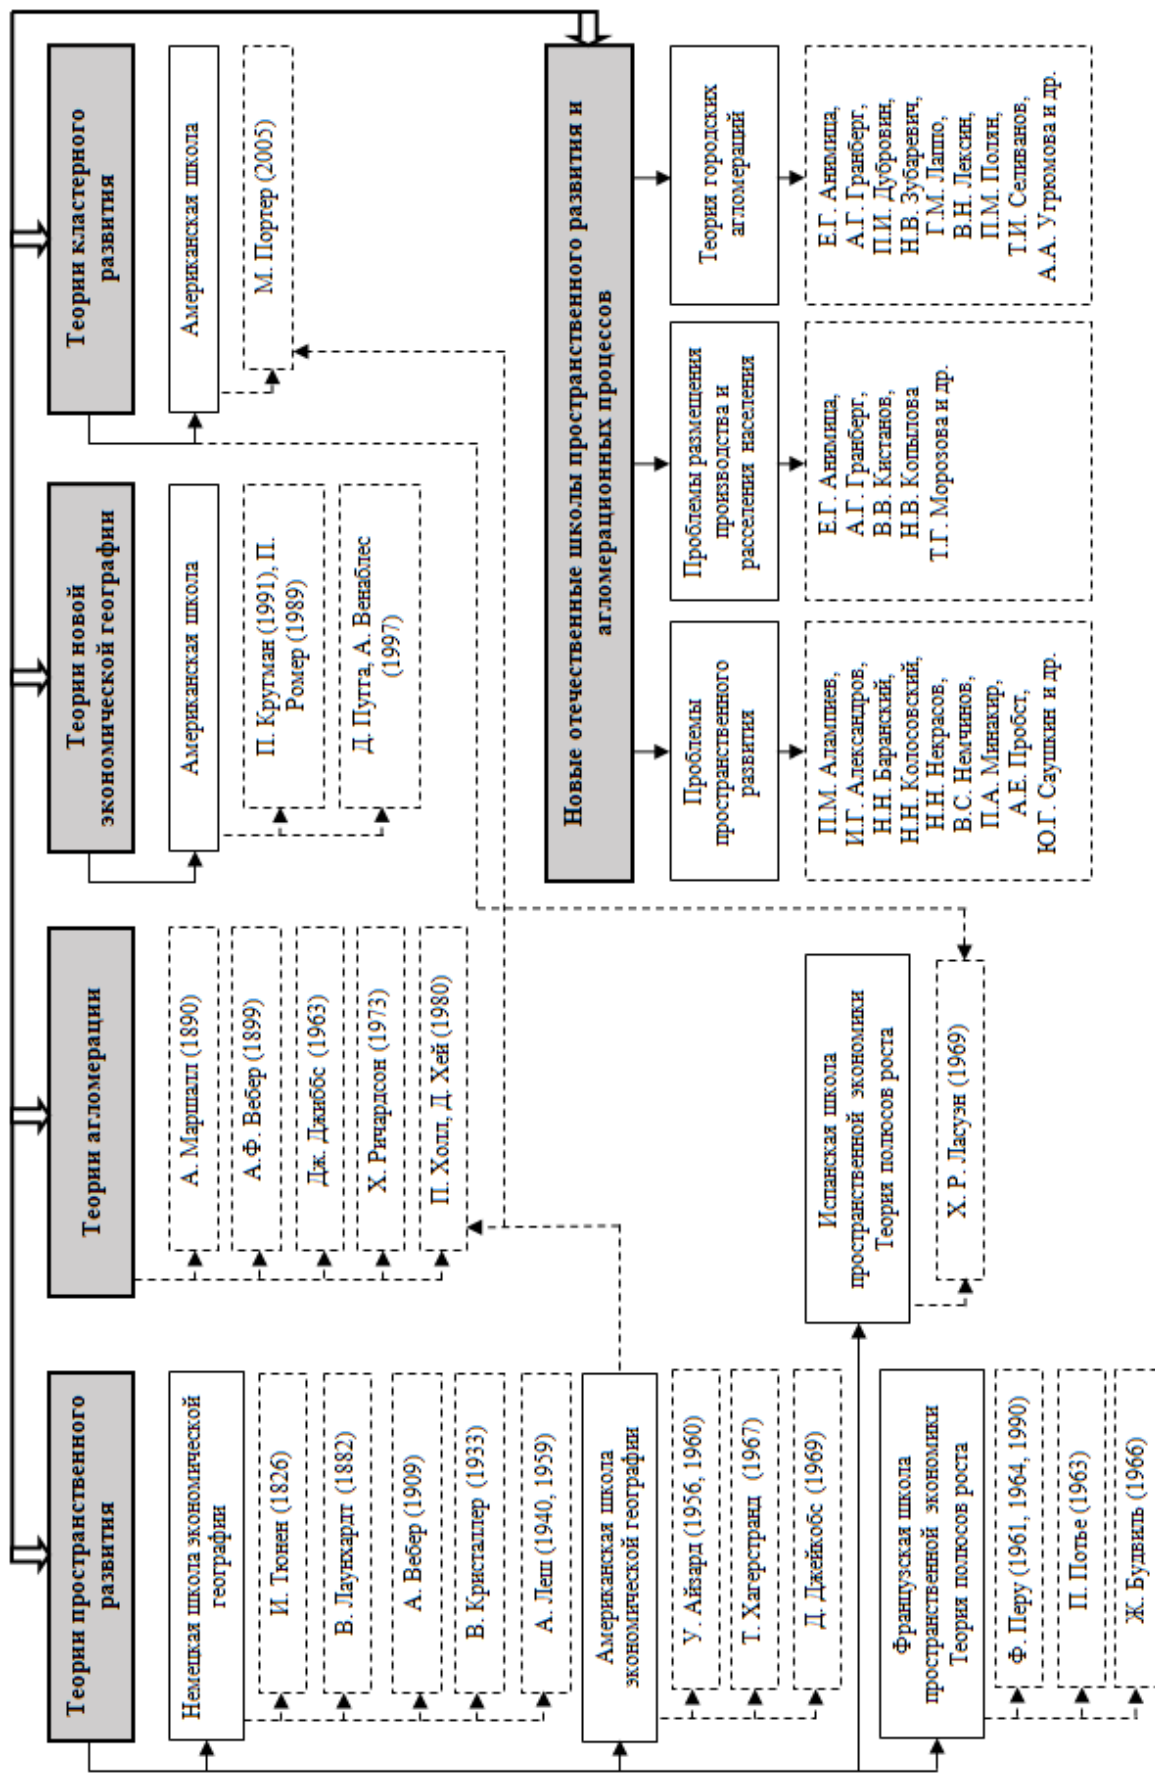 Теории пространственного
развития
Немецкая школа экономической
географии
И. Тюнен (1826)
В. Лаунхардт (1882)
А. Вебер (1909)
В. Кристаллер (1933)
А. Леш (1940, 1959)
Американская школа
экономической географии
У. Айзард (1956, 1960)
Т. Хагерстранд (1967)
Д. Джейкобс (1969)
Французская школа
пространственной экономики
Теория полюсов роста
Ф. Перу (1961, 1964, 1990)
П. Потье (1963)
Ж. Будвиль (1966)
Испанская школа
пространственной экономики
Теория полюсов роста
Х. Р. Ласуэн (1969)
Теории агломерации
А. Маршалл (1890)
А.Ф. Вебер (1899)
Дж. Джиббс (1963)
Х. Ричардсон (1973)
П. Холл, Д. Хей (1980)
Теории новой
экономической географии
Американская школа
П. Кругман (1991), П.
Ромер (1989)
Д. Пугга, А. Венаблес
(1997)
Теории кластерного
развития
Американская школа
М. Портер (2005)
Новые отечественные школы пространственного развития и
агломерационных процессов
Проблемы
пространственного
развития
П.М. Алампиев,
И.Г. Александров,
Н.Н. Баранский,
Н.Н. Колосовский,
Н.Н. Некрасов,
В.С. Немчинов,
П.А. Минакир,
А.Е. Пробст,
Ю.Г. Саушкин и др.
Проблемы размещения
производства и
расселения населения
Е.Г. Анимица,
А.Г. Гранберг,
В.В. Кистанов,
Н.В. Копылова
Т.Г. Морозова и др.
Теория городских
агломераций
Е.Г. Анимица,
А.Г. Гранберг,
П.И. Дубровин,
Н.В. Зубаревич,
Г.М. Лаппо,
В.Н. Лексин,
П.М. Полян,
Т.И. Селиванов,
А.А. Угрюмова и др.